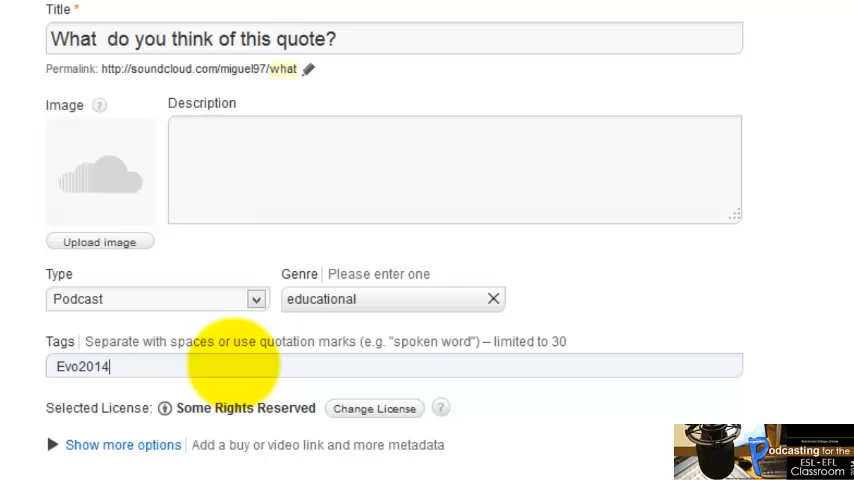 Title *
What  do you think of this quote?
Permalink: http://soundcloud.com/miguel97/what
Image ? Description
Upload image
Type Genre Please enter one
Podcast educational
Tags Separate with spaces or use quotation marks (e.g. "spoken word") – limited to 30
Evo2014
Selected License: Some Rights Reserved Change License ?
Show more options Add a buy or video link and more metadata
Electronic Village Online
Podcasting for the
ESL-EFL
Classroom